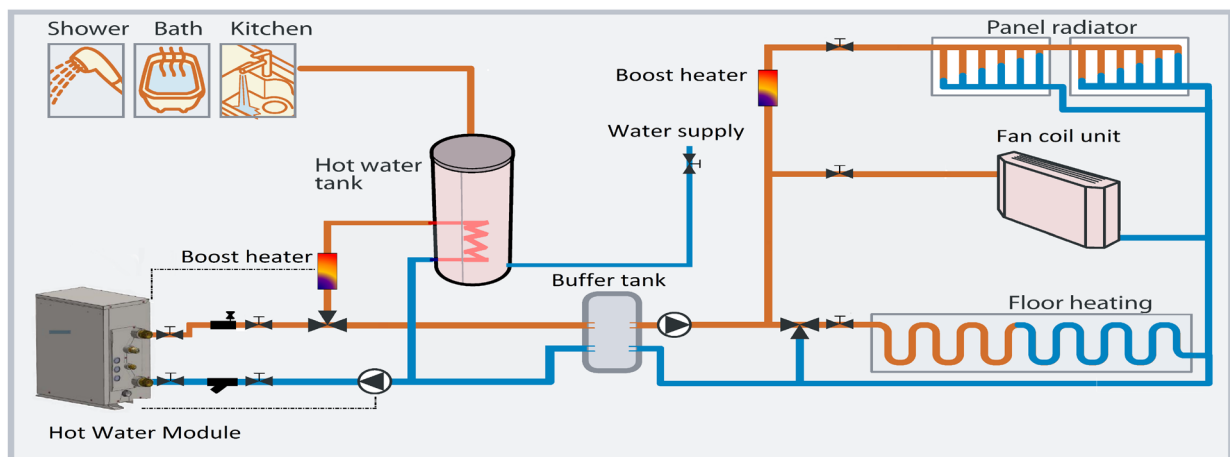 Shower
Bath
Kitchen
Panel radiator
Boost heater
Water supply
Fan coil unit
Hot water
tank
Boost heater
Buffer tank
Floor heating
Hot Water Module